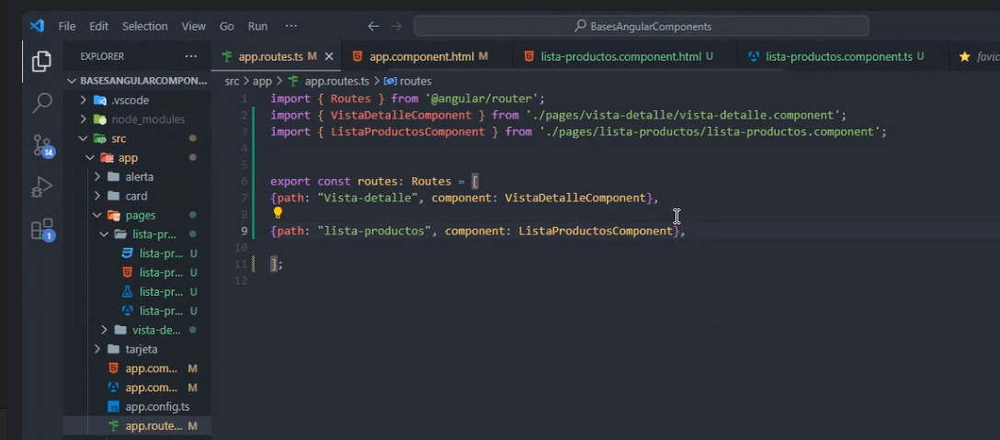 File Edit Selection View Go Run ··· ← → BasesAngularComponents
EXPLORER ···
app.routes.ts M ×
app.component.html M
lista-productos.component.html U
lista-productos.component.ts U
favic
BASESANGULARCOMPON...
.vscode
node_modules
src
app
alerta
card
pages
lista-pr...
lista-pr... U
lista-pr... U
lista-pr... U
lista-pr... U
vista-de...
tarjeta
app.com... M
app.com... M
app.config.ts
app.route... M
14
1
src > app > app.routes.ts > routes
1 import { Routes } from '@angular/router';
2 import { VistaDetalleComponent } from './pages/vista-detalle/vista-detalle.component';
3 import { ListaProductosComponent } from './pages/lista-productos/lista-productos.component';
4
5
6 export const routes: Routes = [
7 {path: "Vista-detalle", component: VistaDetalleComponent},
8
9 {path: "lista-productos", component: ListaProductosComponent},
10
11 ];
12